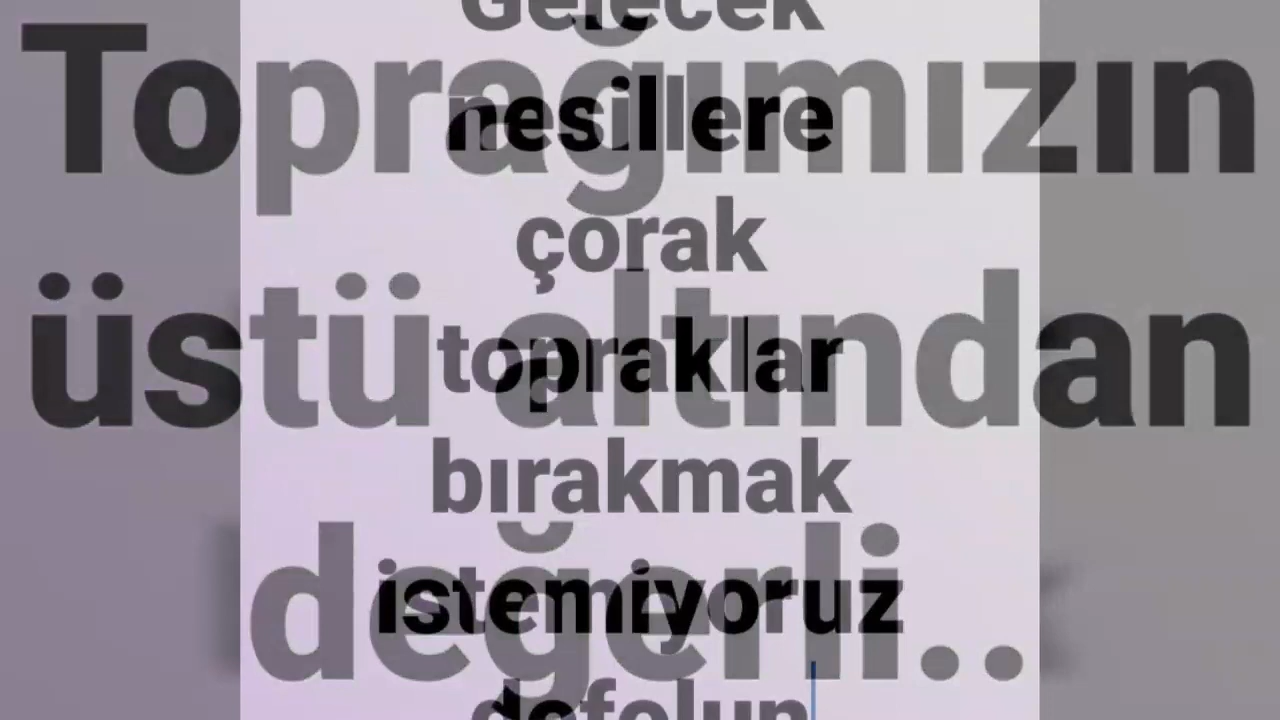 Toprağımızın
üstü altından
değerli..
Gelecek
nesillere
çorak
topraklar
bırakmak
istemiyoruz
defolun